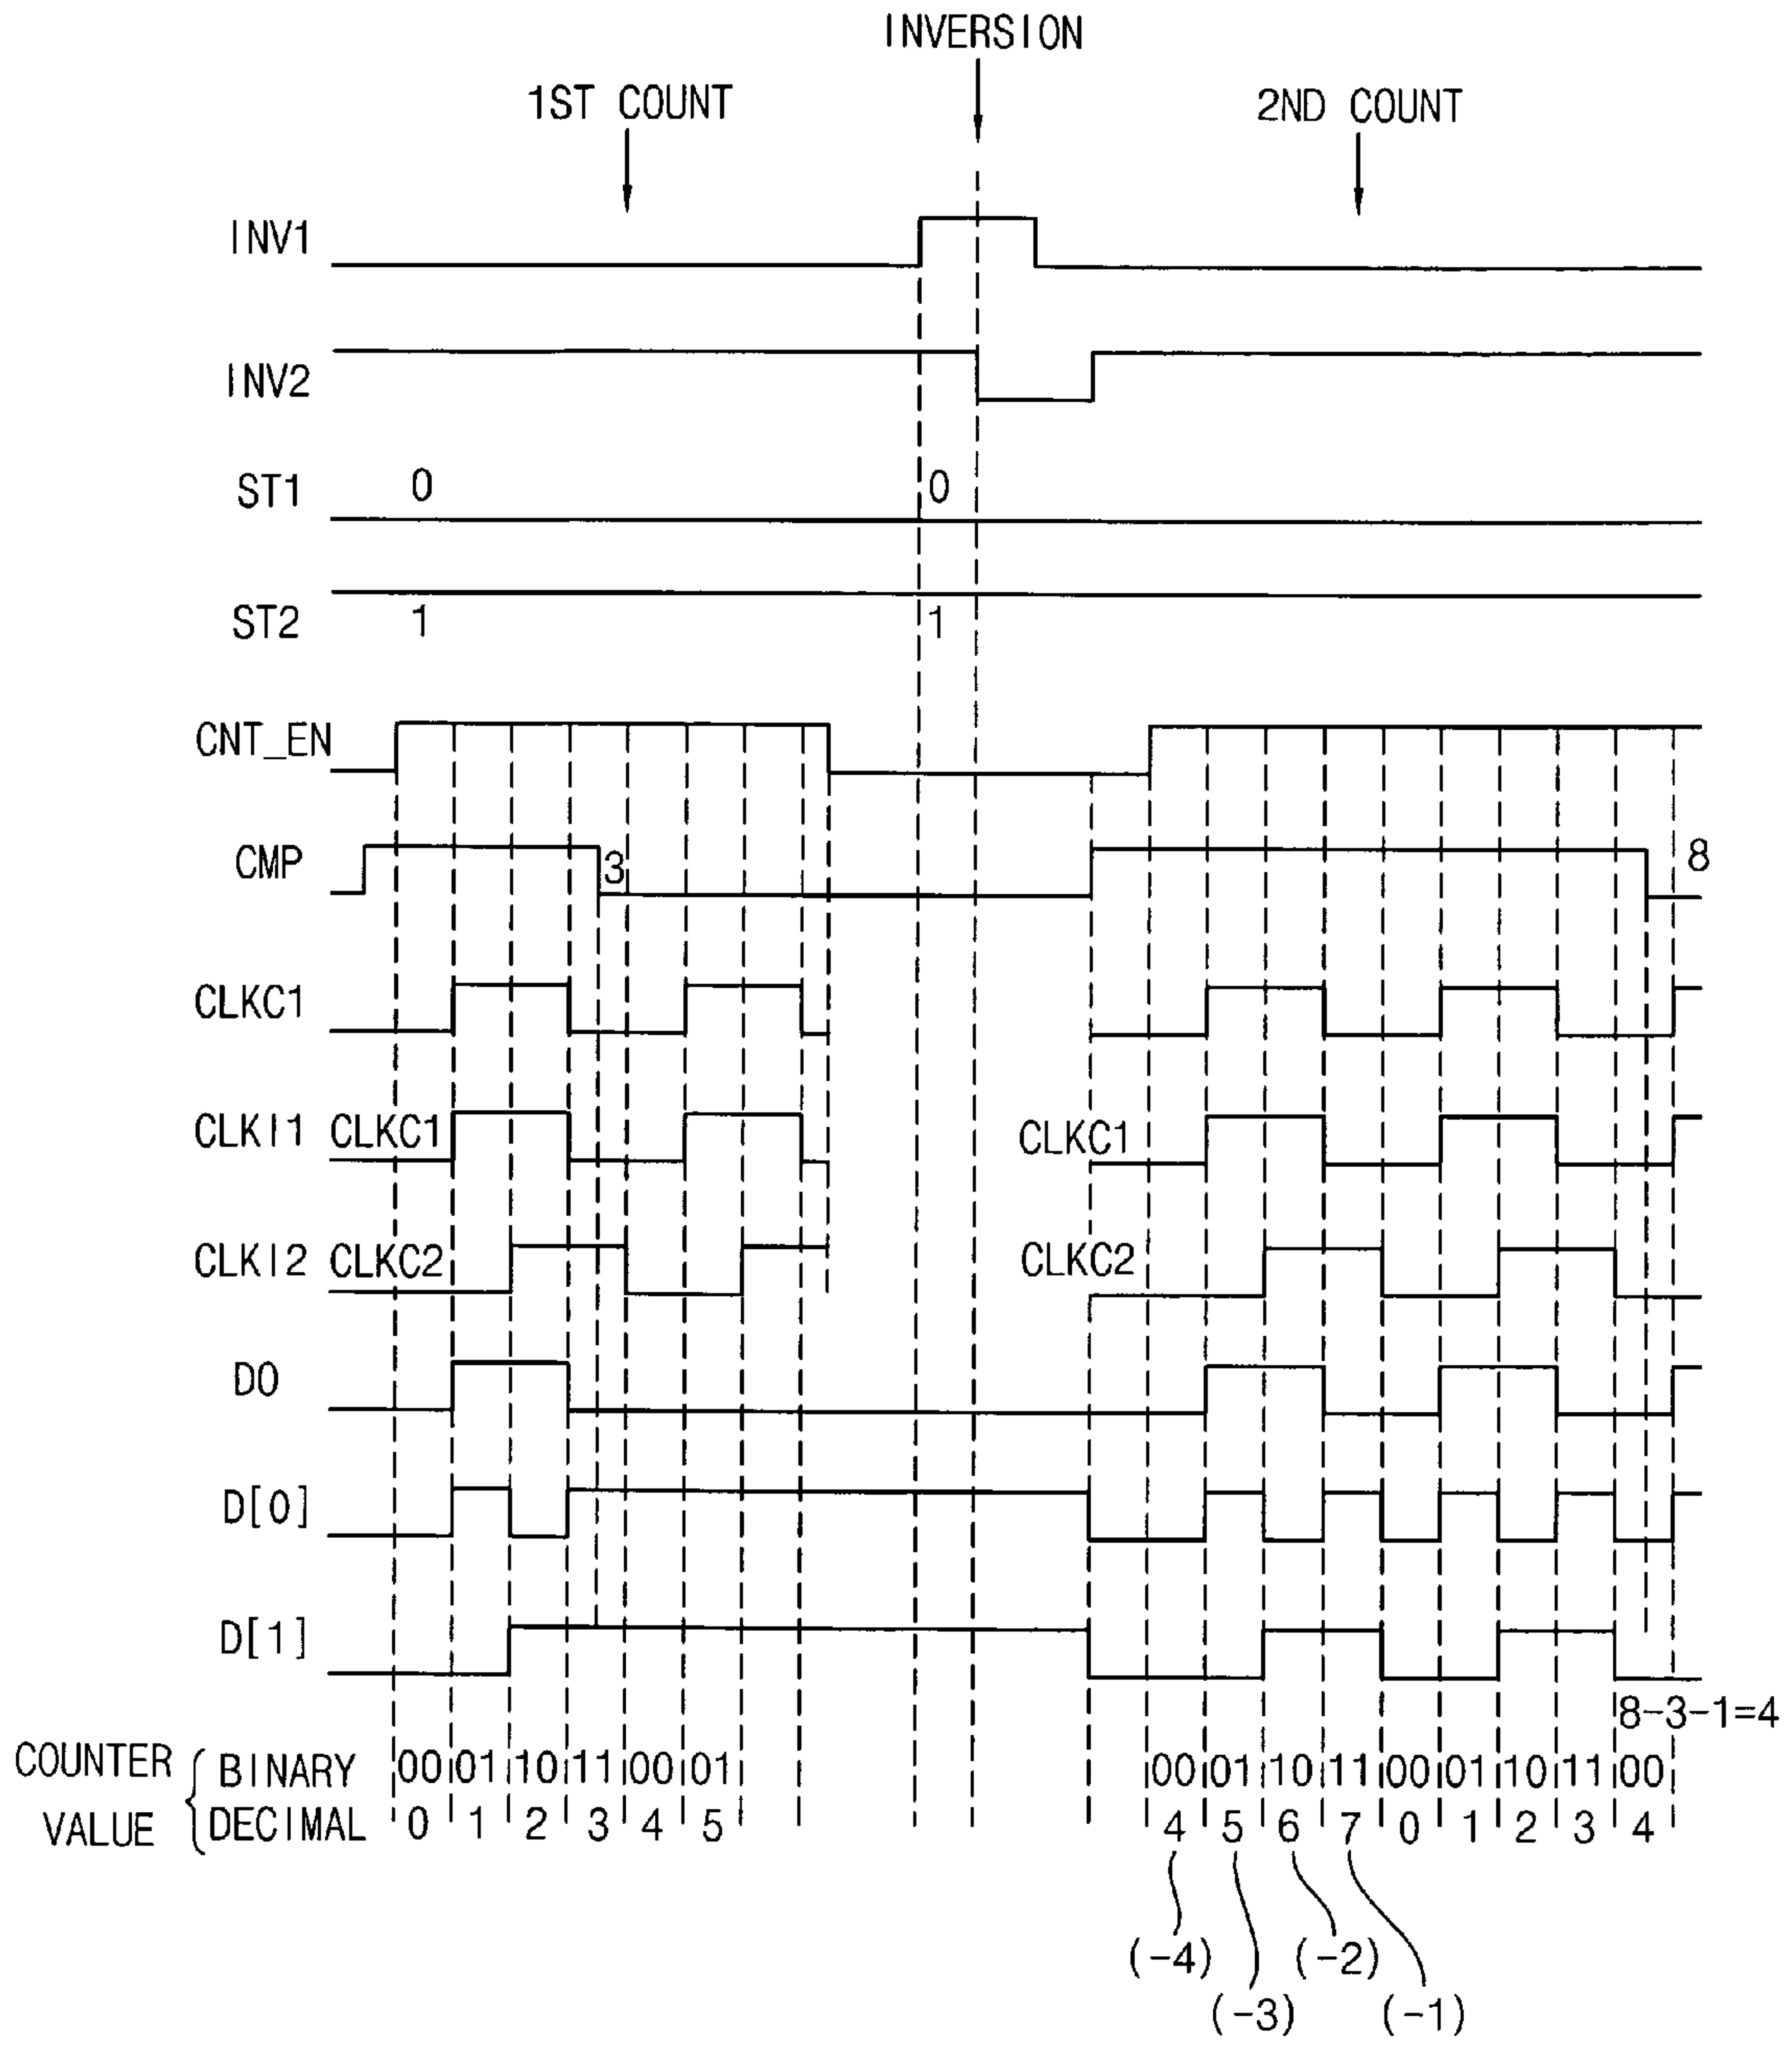 INVERSION
1ST COUNT
2ND COUNT
INV1
INV2
ST1 0 0
ST2 1 1
CNT_EN
CMP 3 8
CLKC1
CLKI1 CLKC1 CLKC1
CLKI2 CLKC2 CLKC2
D0
D[0]
D[1]
8-3-1=4
COUNTER VALUE
BINARY 00 01 10 11 00 01 00 01 10 11 00 01 10 11 00
DECIMAL 0 1 2 3 4 5 4 5 6 7 0 1 2 3 4
(-4) (-2)
(-3) (-1)